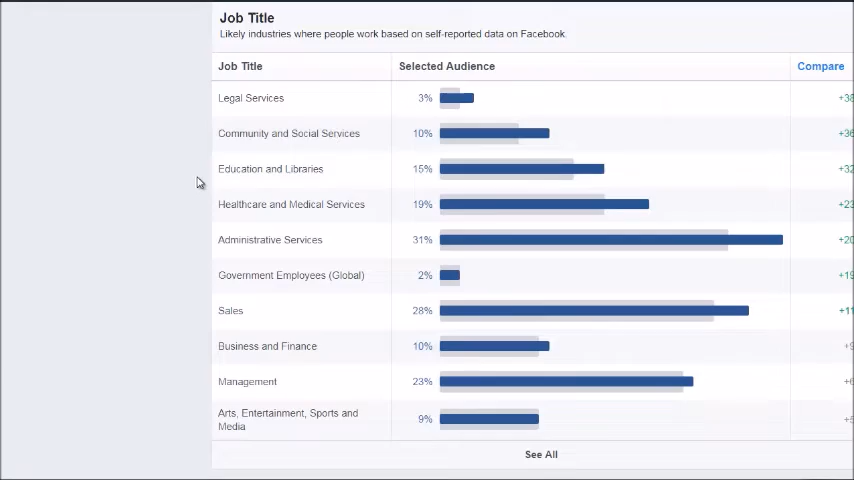 Job Title
Likely industries where people work based on self-reported data on Facebook
Job Title Selected Audience Compare
Legal Services 3%
Community and Social Services 10%
Education and Libraries 15%
Healthcare and Medical Services 19%
Administrative Services 31%
Government Employees (Global) 2%
Sales 28%
Business and Finance 10%
Management 23%
Arts, Entertainment, Sports and
Media 9%
See All